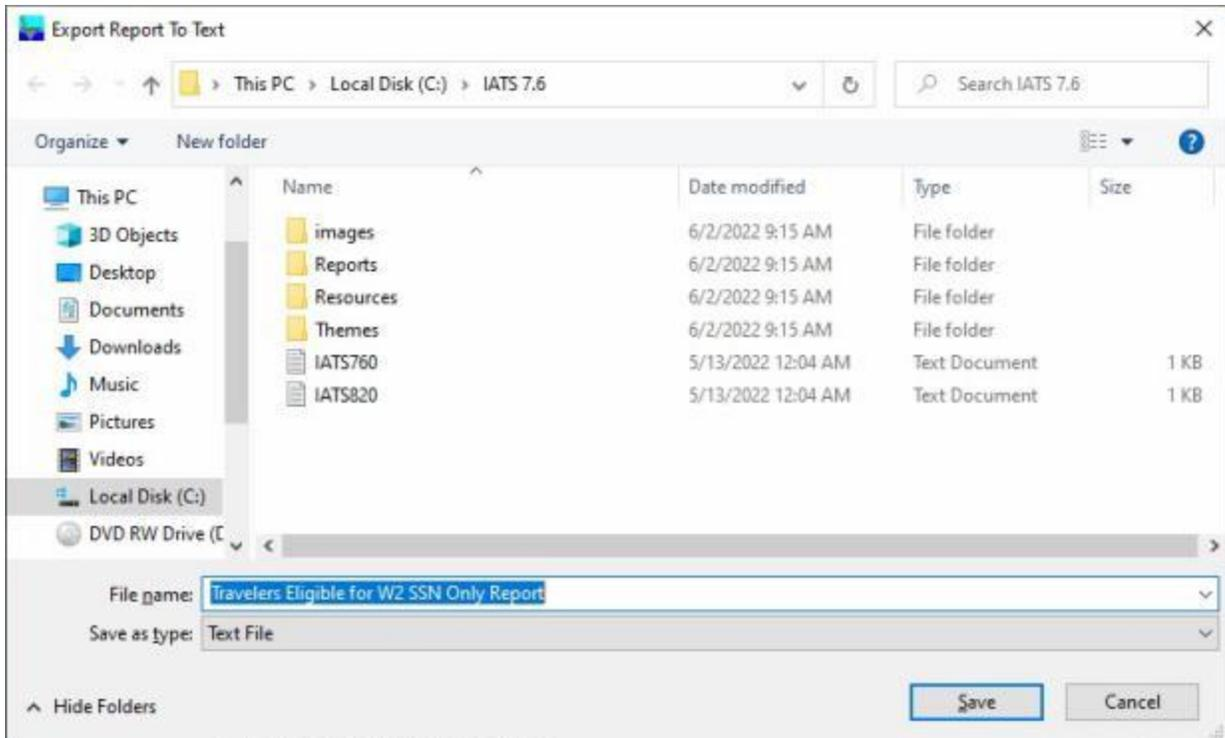 Export Report To Text
This PC > Local Disk (C:) > IATS 7.6
Search IATS 7.6
Organize
New folder
This PC
3D Objects
Desktop
Documents
Downloads
Music
Pictures
Videos
Local Disk (C:)
DVD RW Drive (D
Name Date modified Type Size
images 6/2/2022 9:15 AM File folder
Reports 6/2/2022 9:15 AM File folder
Resources 6/2/2022 9:15 AM File folder
Themes 6/2/2022 9:15 AM File folder
IATS760 5/13/2022 12:04 AM Text Document 1 KB
IATS820 5/13/2022 12:04 AM Text Document 1 KB
File name: Travelers Eligible for W2 SSN Only Report
Save as type: Text File
Hide Folders
Save
Cancel